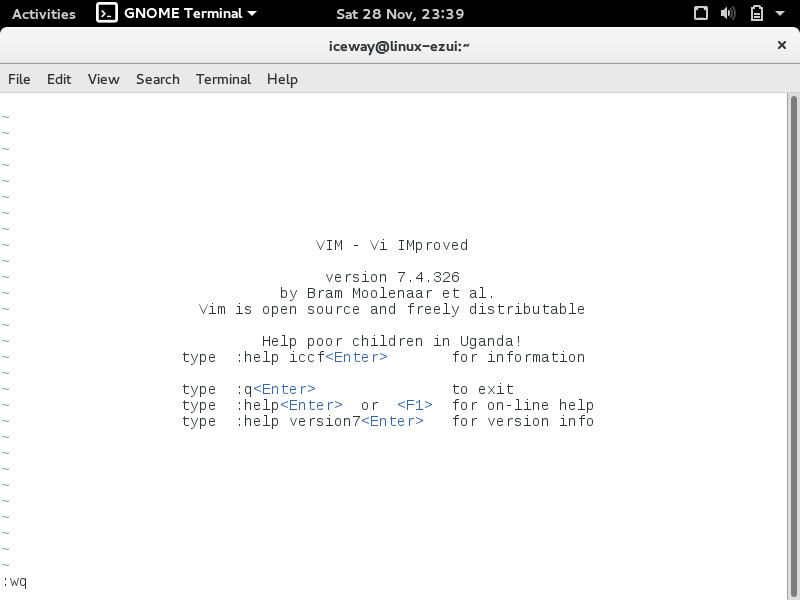 Activities GNOME Terminal Sat 28 Nov, 23:39
iceway@linux-ezui:~
File Edit View Search Terminal Help
~
~
~
~
~
~
~
~
~ VIM - Vi IMproved
~
~ version 7.4.326
~ by Bram Moolenaar et al.
~ Vim is open source and freely distributable
~
~ Help poor children in Uganda!
~ type :help iccf<Enter> for information
~
~ type :q<Enter> to exit
~ type :help<Enter> or <F1> for on-line help
~ type :help version7<Enter> for version info
~
~
~
~
~
~
~
~
~
:wq